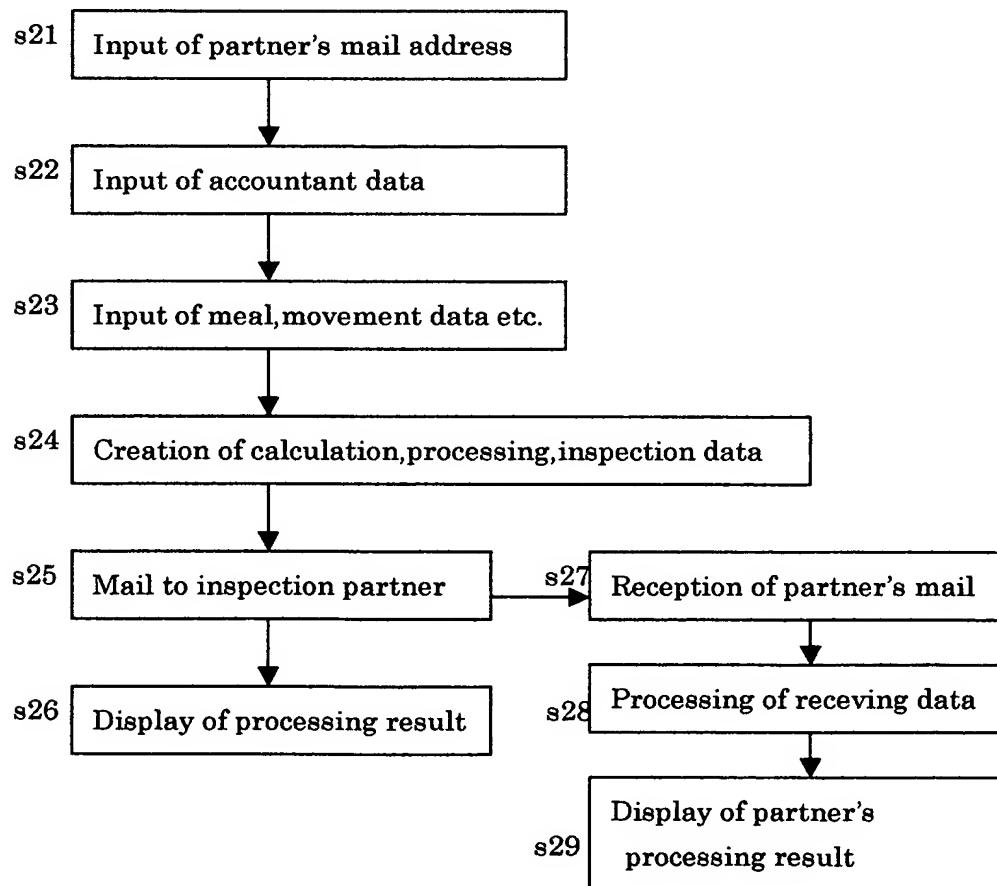 s21 Input of partner's mail address
s22 Input of accountant data
s23 Input of meal,movement data etc.
s24 Creation of calculation,processing,inspection data
s25 Mail to inspection partner
s27 Reception of partner's mail
s26 Display of processing result
s28 Processing of receving data
s29 Display of partner's
processing result